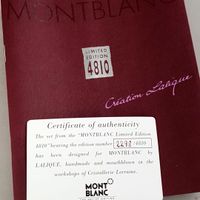 MONTBLANC
LIMITED
EDITION
4810
Création Lalique
Certificate of authenticity
The set from the "MONTBLANC Limited Edition
4810" bearing the edition number 2292/4810
has been designed for MONTBLANC by
LALIQUE, handmade and mouthblown in the
workshops of Cristallerie Lorraine.
MONT
BLANC